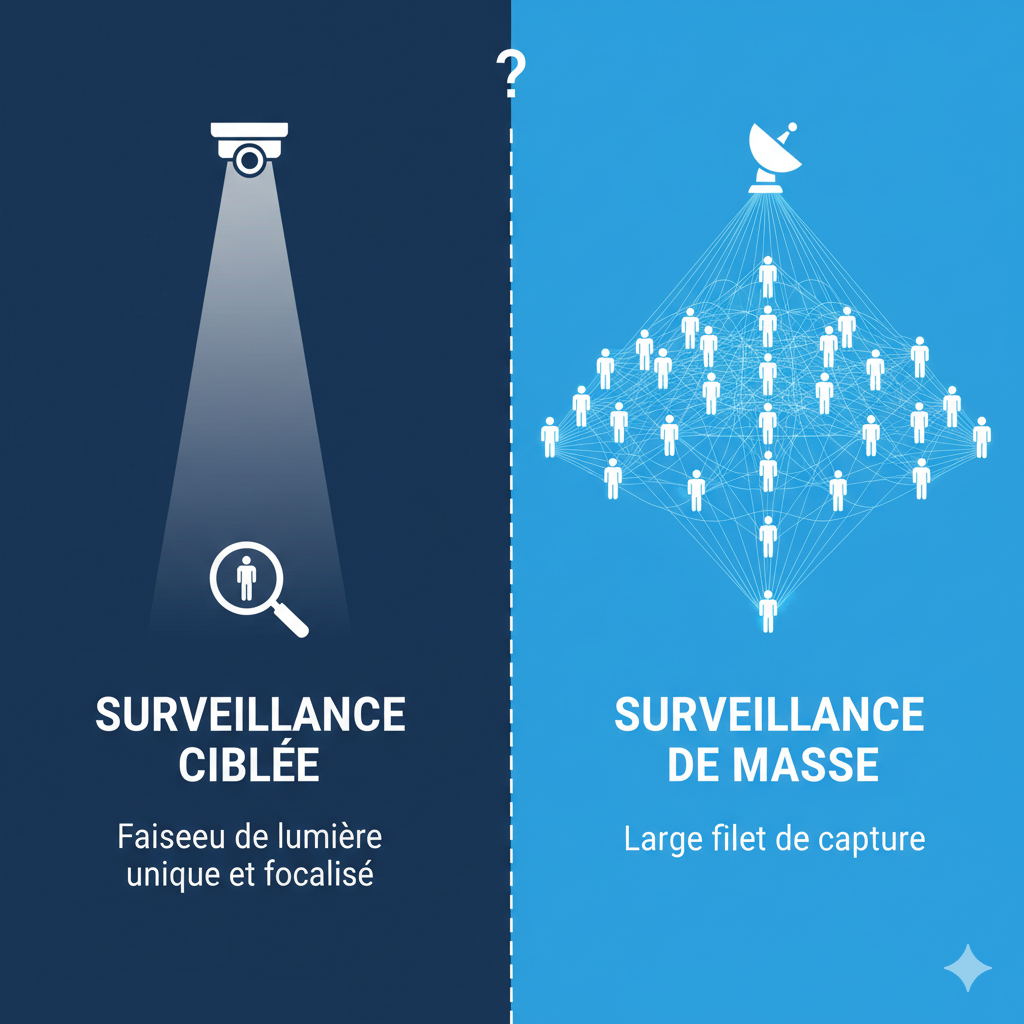 ?
SURVEILLANCE
CIBLÉE
Faiseeu de lumière
unique et focalisé
SURVEILLANCE
DE MASSE
Large filet de capture